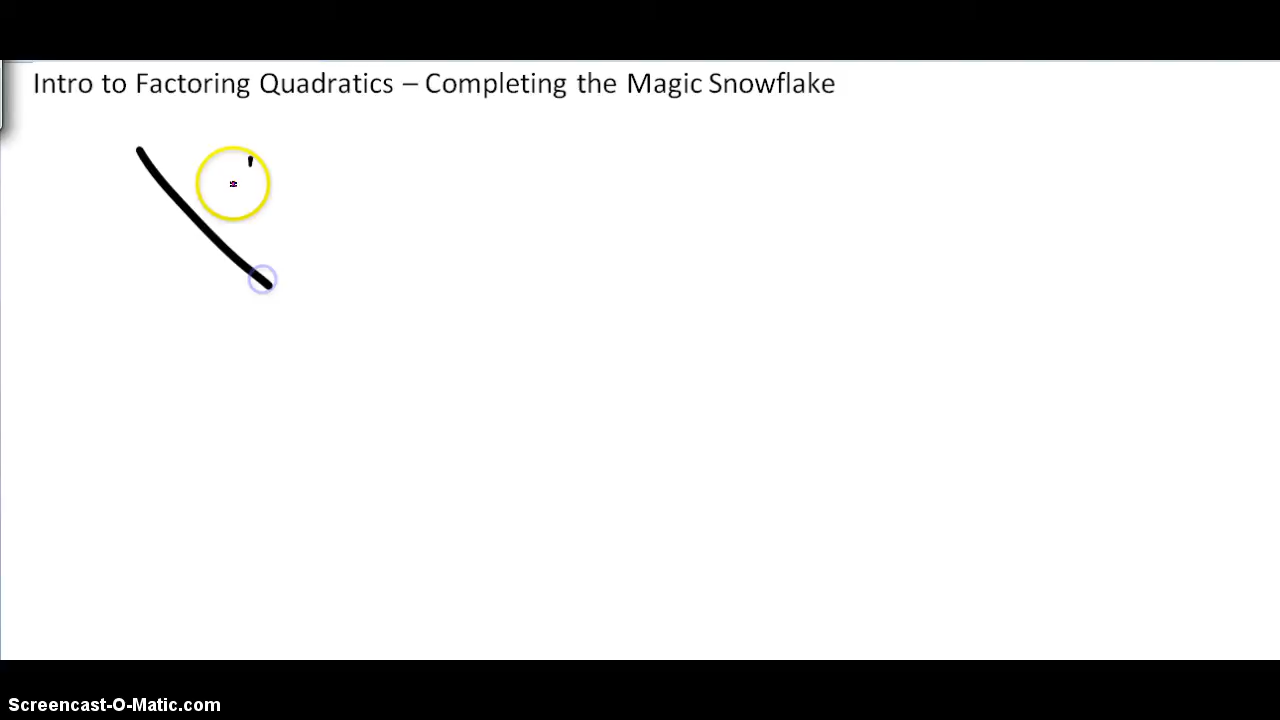 Intro to Factoring Quadratics – Completing the Magic Snowflake
Screencast-O-Matic.com